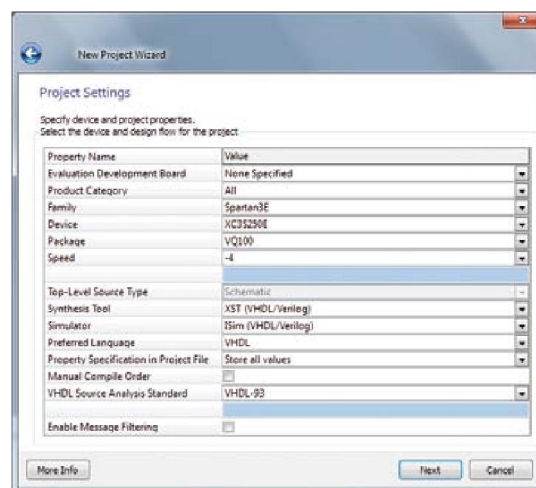 New Project Wizard
Project Settings
Specify device and project properties.
Select the device and design flow for the project
Property Name Value
Evaluation Development Board None Specified
Product Category All
Family Spartan3E
Device XC3S250E
Package VQ100
Speed -4
Top-Level Source Type Schematic
Synthesis Tool XST (VHDL/Verilog)
Simulator ISim (VHDL/Verilog)
Preferred Language VHDL
Property Specification in Project File Store all values
Manual Compile Order
VHDL Source Analysis Standard VHDL-93
Enable Message Filtering
More Info Next Cancel